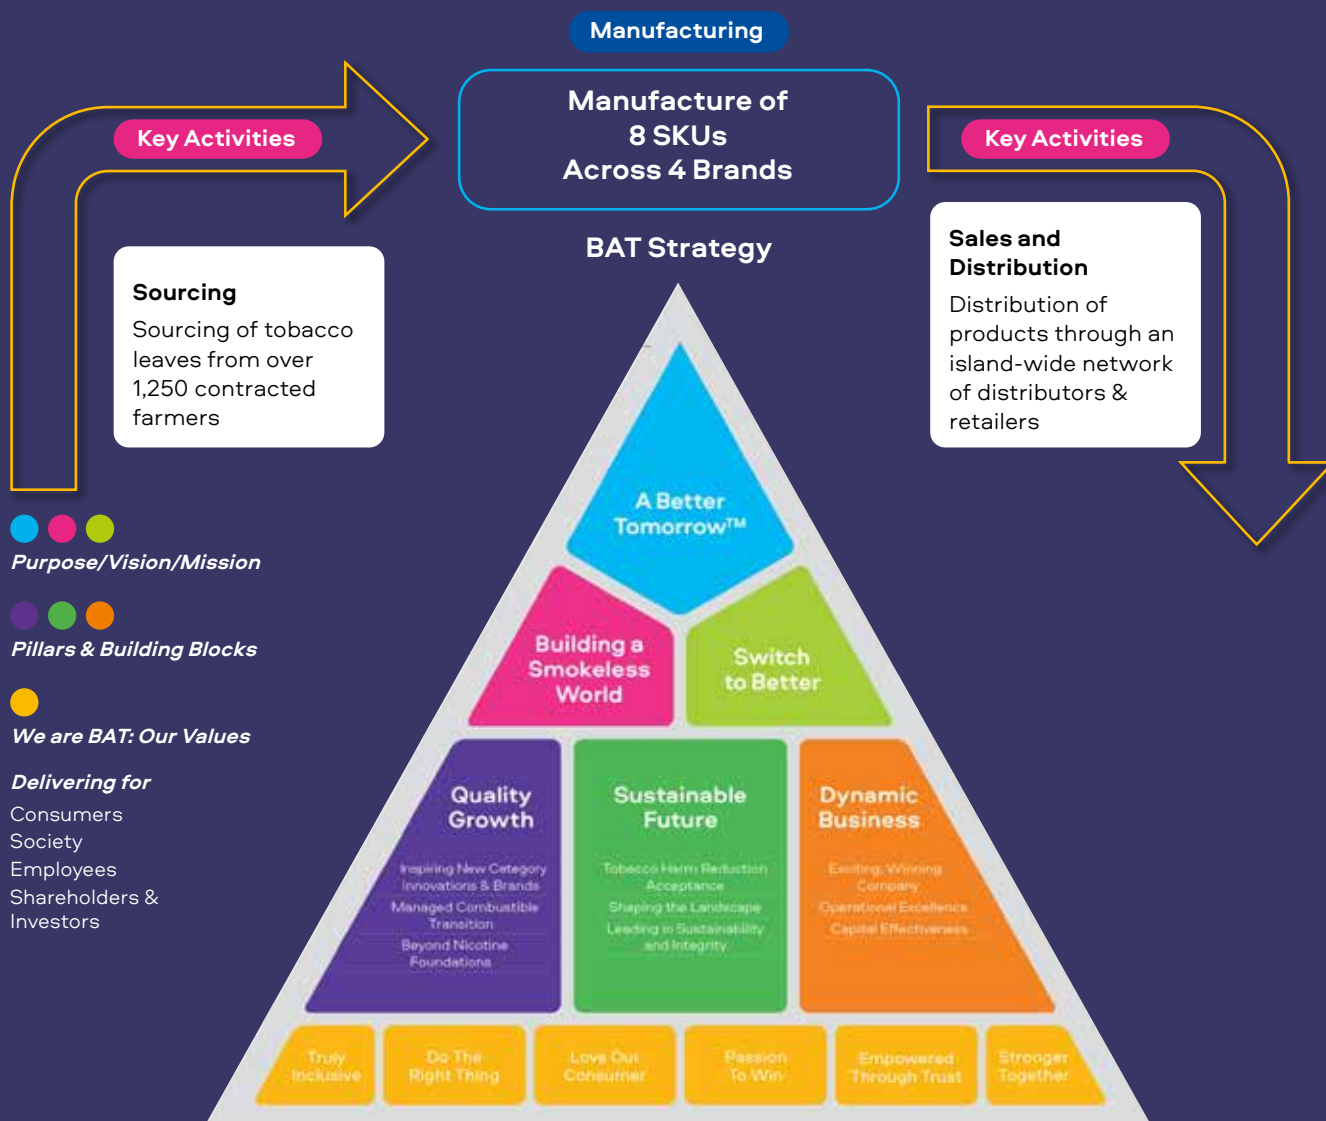 Manufacturing
Manufacture of
8 SKUs
Across 4 Brands
Key Activities
Sourcing
Sourcing of tobacco
leaves from over
1,250 contracted
farmers
Key Activities
Sales and
Distribution
Distribution of
products through an
island-wide network
of distributors &
retailers
BAT Strategy
A Better
Tomorrow™
Building a
Smokeless
World
Switch
to Better
Quality
Growth
Inspiring New Category
Innovations & Brands
Managed Combustible
Transition
Beyond Nicotine
Foundations
Sustainable
Future
Tobacco Harm Reduction
Acceptance
Shaping the Landscape
Leading in Sustainability
and Integrity
Dynamic
Business
Exciting, Winning
Company
Operational Excellence
Capital Effectiveness
Truly
Inclusive
Do The
Right Thing
Love Our
Consumer
Passion
To Win
Empowered
Through Trust
Stronger
Together
Purpose/Vision/Mission
Pillars & Building Blocks
We are BAT: Our Values
Delivering for
Consumers
Society
Employees
Shareholders &
Investors